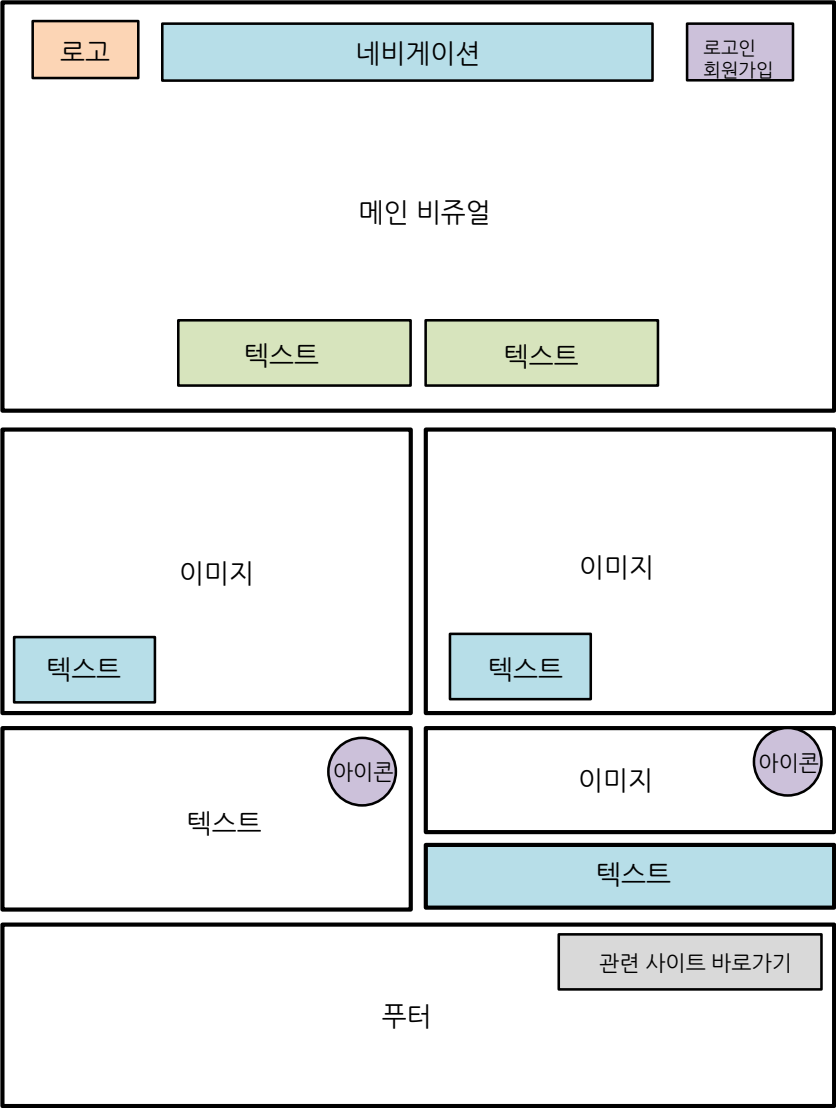 로고
네비게이션
로고인
회원가입
메인 비쥬얼
텍스트
텍스트
이미지
이미지
텍스트
텍스트
아이콘
텍스트
아이콘
이미지
텍스트
관련 사이트 바로가기
푸터